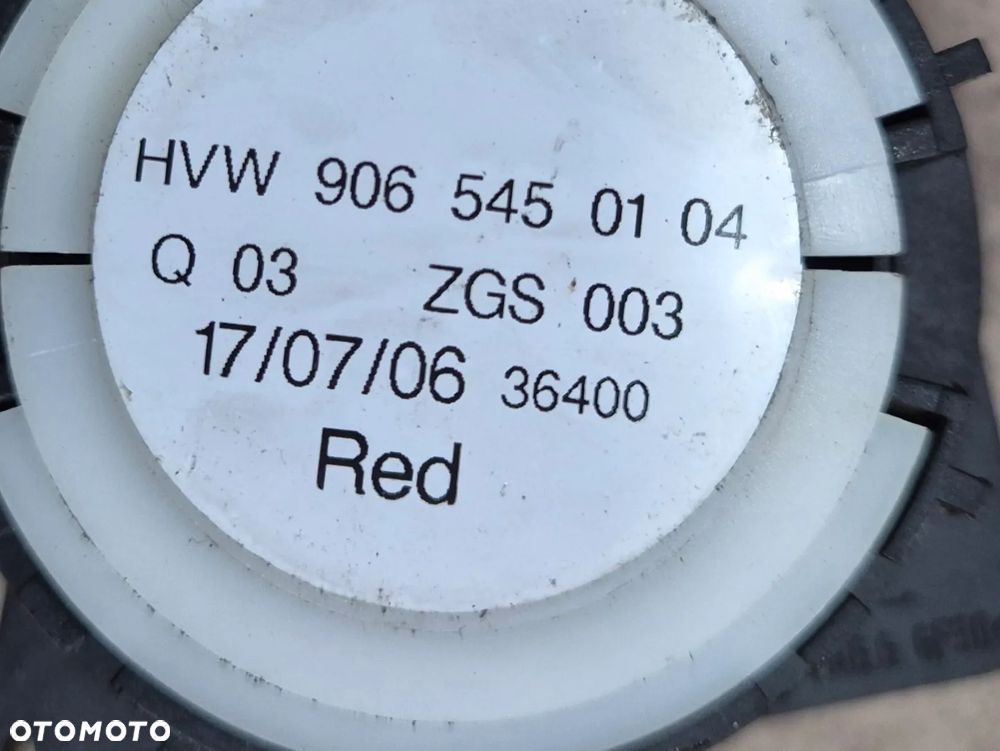 HVW 906 545 01 04
Q 03 ZGS 003
17/07/06 36400
Red
OTOMOTO